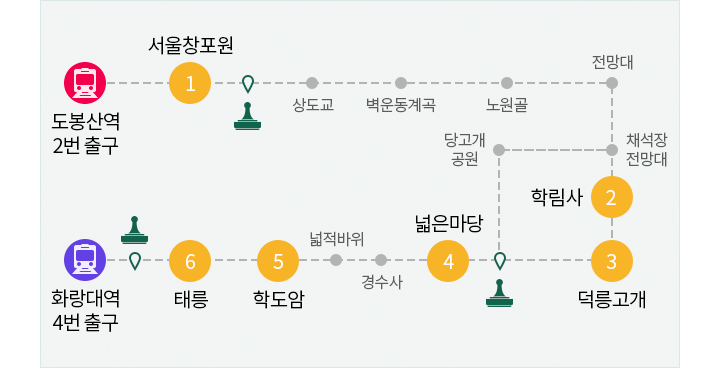 서울창포원
1
전망대
도봉산역
2번 출구
상도교
벽운동계곡
노원골
당고개
공원
채석장
전망대
학림사
2
넓은마당
넓적바위
화랑대역
4번 출구
6
태릉
5
학도암
경수사
4
3
덕릉고개